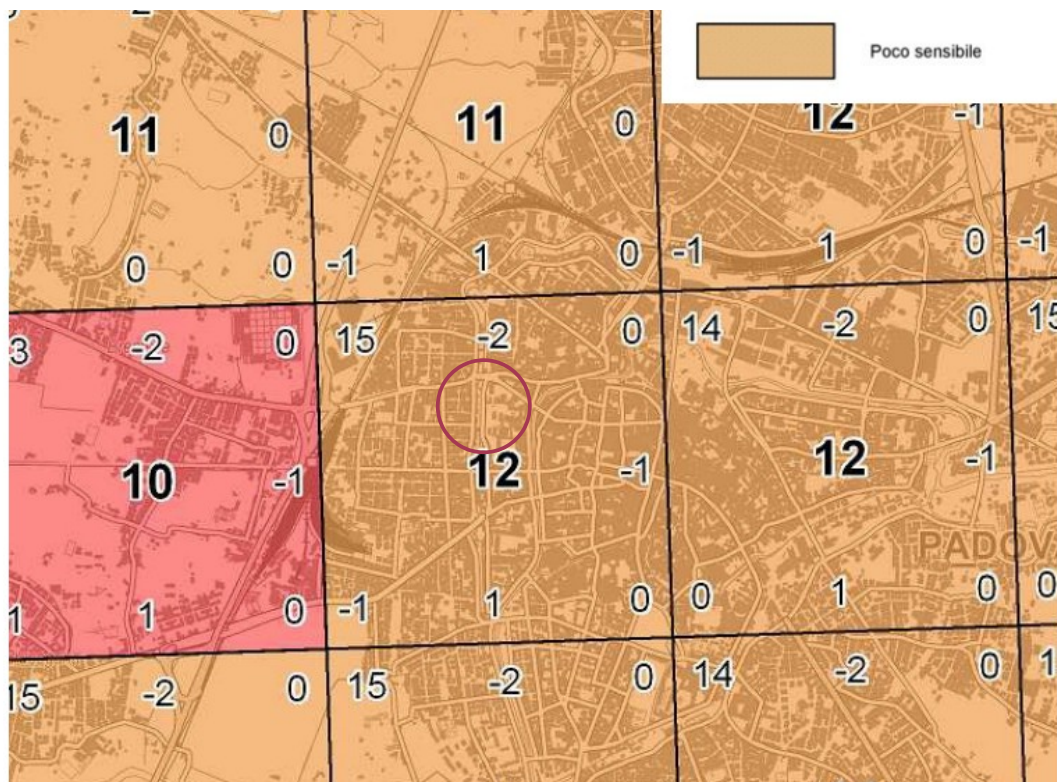 Poco sensibile
11 0 11 0 12 -1
0 0 -1 1 0 -1 1 0 -1
3 -2 0 15 -2 0 14 -2 0 15
10 -1 12 -1 12 -1
PADOV
1 1 0 -1 1 0 0 1 0 0
15 -2 0 15 -2 0 14 -2 0 1